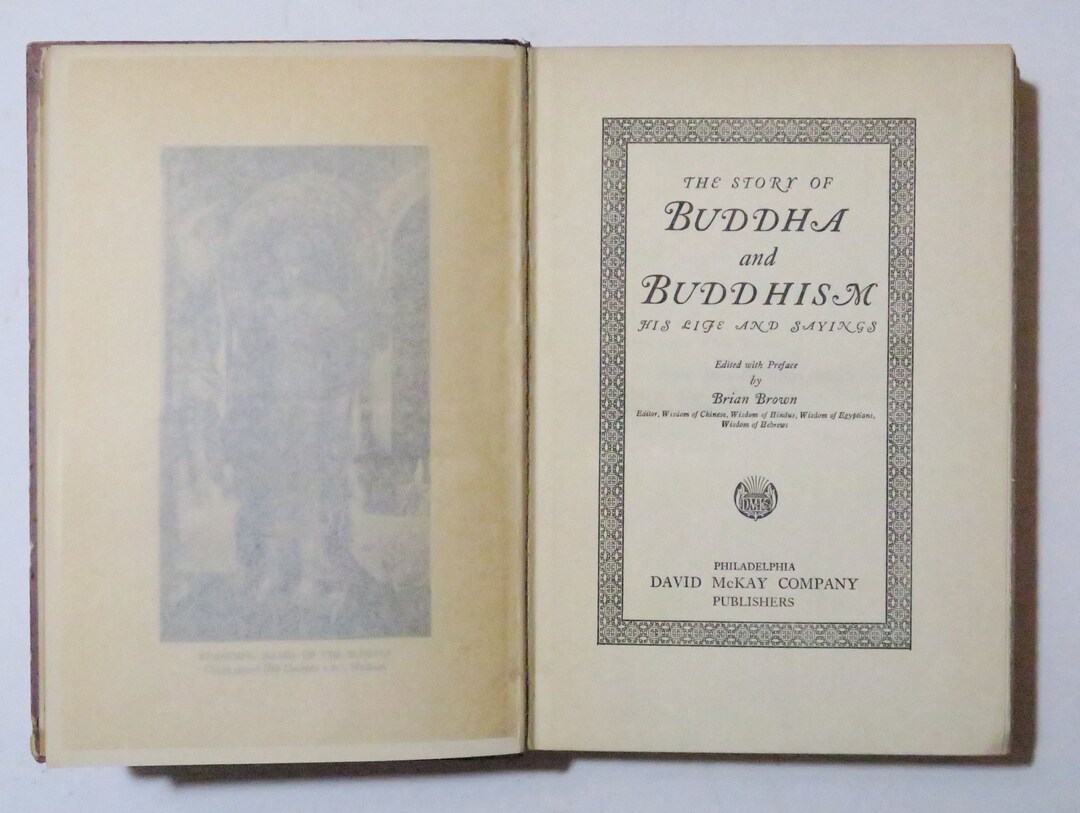 THE STORY OF
BUDDHA
and
BUDDHISM
HIS LIFE AND SAYINGS
Edited with Preface
by
Brian Brown
Editor, Wisdom of Chinese, Wisdom of Hindus, Wisdom of Egyptians,
Wisdom of Hebrews
DMK
PHILADELPHIA
DAVID McKAY COMPANY
PUBLISHERS